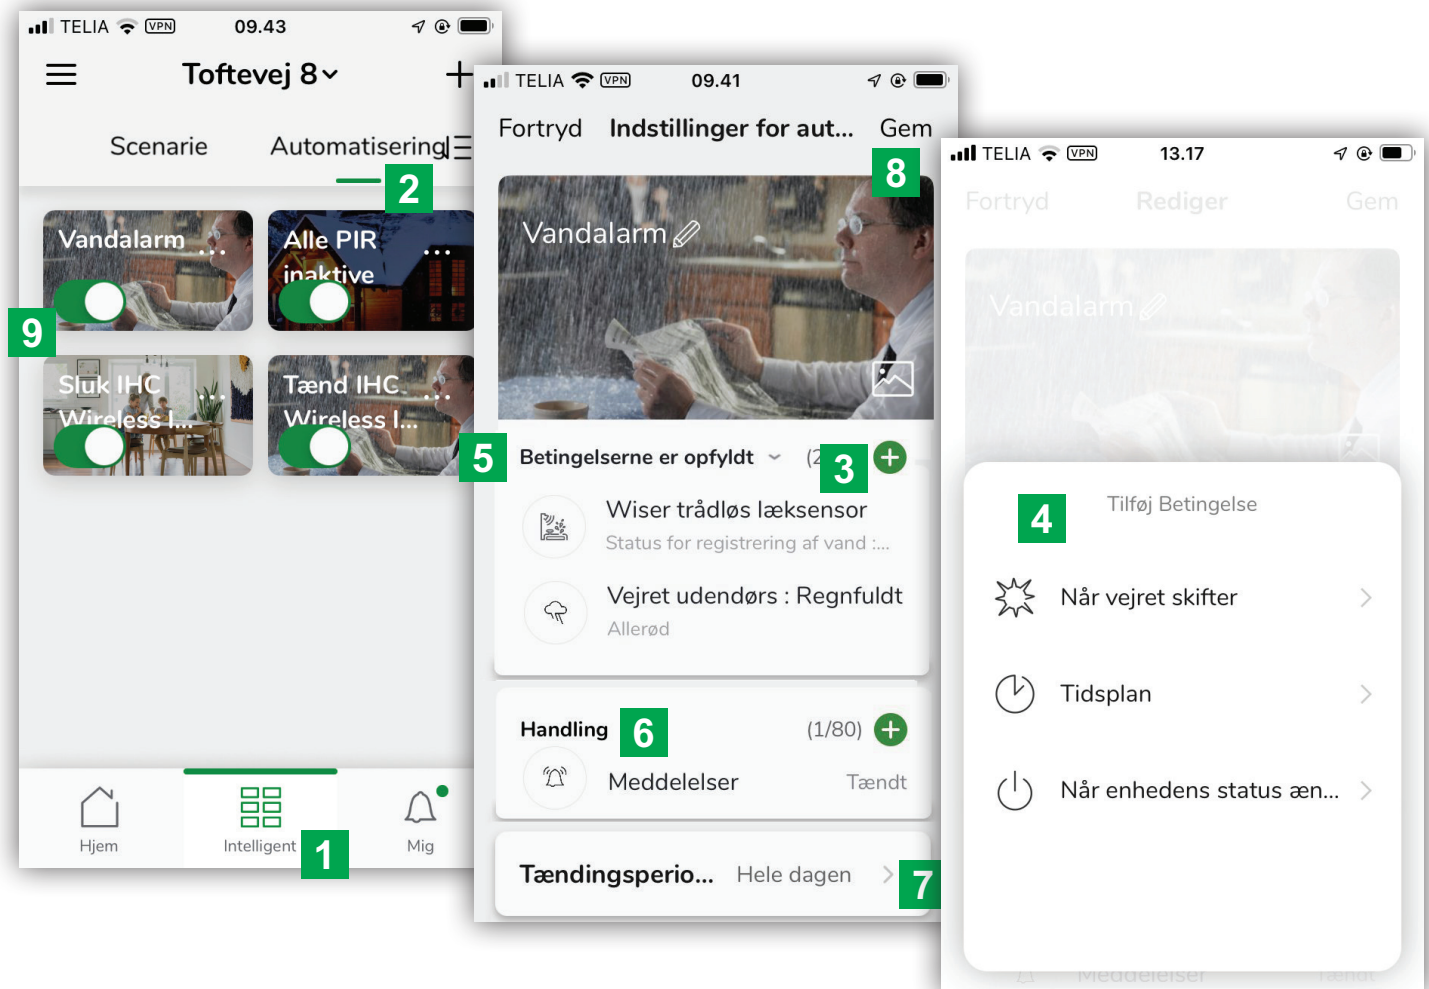 TELIA VPN 09.43
Toftevej 8
Scenarie Automatisering
2
Vandalarm
...
Alle PIR
inaktive
...
9
Sluk IHC
Wireless l...
...
Tænd IHC
Wireless l...
...
Hjem
Intelligent
1
Mig
TELIA VPN 09.41
Fortryd Indstillinger for aut... Gem
8
Vandalarm
5 Betingelserne er opfyldt (2 3 +
Wiser trådløs læksensor
Status for registrering af vand :...
Vejret udendørs : Regnfuldt
Allerød
Handling 6 (1/80) +
Meddelelser Tændt
Tændingsperio... Hele dagen
7
TELIA VPN 13.17
Fortryd Rediger Gem
Vandalarm
4 Tilføj Betingelse
Når vejret skifter
Tidsplan
Når enhedens status æn...
Meddelelser Tændt